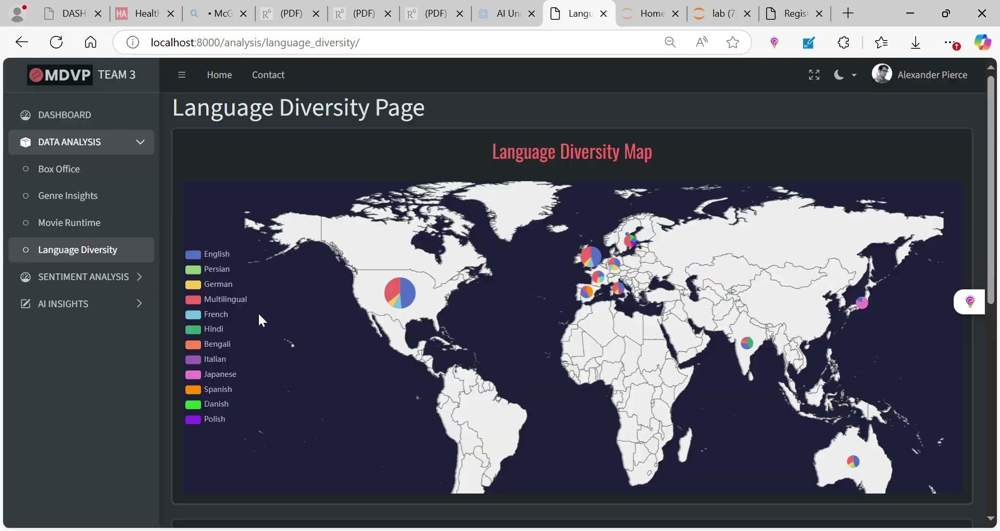 DASH
Health
• McG
(PDF)
(PDF)
(PDF)
AI Un
Langu
Home
lab (7
Regist
localhost:8000/analysis/language_diversity/
MDVP TEAM 3
Home
Contact
Alexander Pierce
DASHBOARD
DATA ANALYSIS
Box Office
Genre Insights
Movie Runtime
Language Diversity
SENTIMENT ANALYSIS
AI INSIGHTS
Language Diversity Page
Language Diversity Map
English
Persian
German
Multilingual
French
Hindi
Bengali
Italian
Japanese
Spanish
Danish
Polish